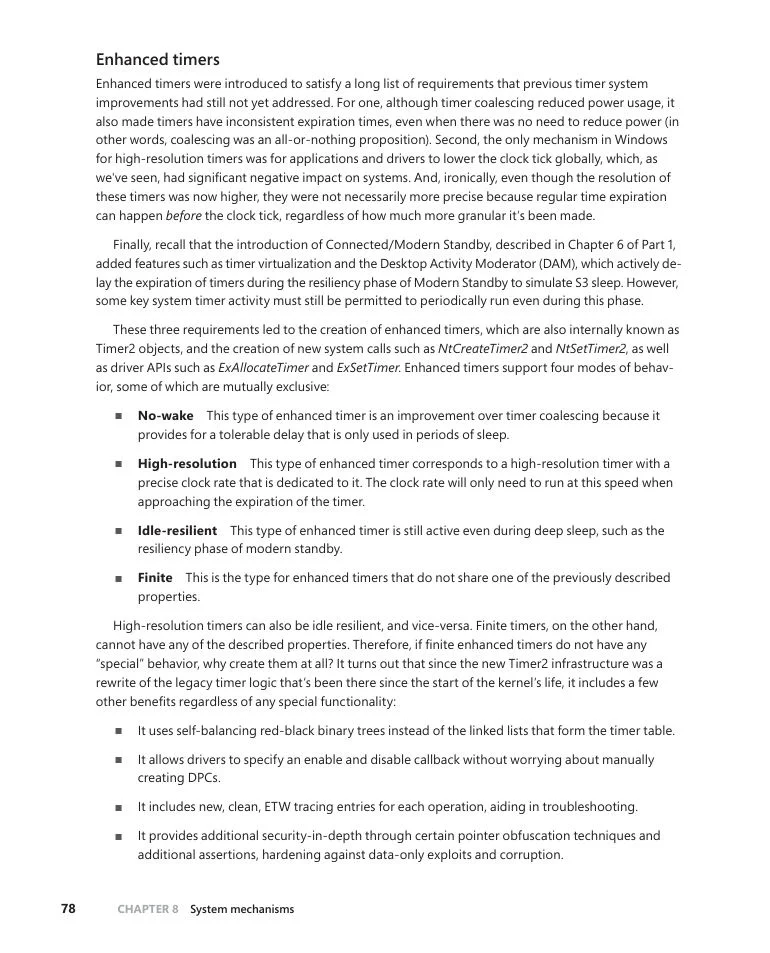 Enhanced timers
Enhanced timers were introduced to satisfy a long list of requirements that previous timer system
improvements had still not yet addressed. For one, although timer coalescing reduced power usage, it
also made timers have inconsistent expiration times, even when there was no need to reduce power (in
other words, coalescing was an all-or-nothing proposition). Second, the only mechanism in Windows
for high-resolution timers was for applications and drivers to lower the clock tick globally, which, as
we've seen, had significant negative impact on systems. And, ironically, even though the resolution of
these timers was now higher, they were not necessarily more precise because regular time expiration
can happen before the clock tick, regardless of how much more granular it's been made.
Finally, recall that the introduction of Connected/Modern Standby, described in Chapter 6 of Part 1,
added features such as timer virtualization and the Desktop Activity Moderator (DAM), which actively de-
lay the expiration of timers during the resiliency phase of Modern Standby to simulate S3 sleep. However,
some key system timer activity must still be permitted to periodically run even during this phase.
These three requirements led to the creation of enhanced timers, which are also internally known as
Timer2 objects, and the creation of new system calls such as NtCreateTimer2 and NtSetTimer2, as well
as driver APIs such as ExAllocateTimer and ExSetTimer. Enhanced timers support four modes of behav-
ior, some of which are mutually exclusive:
■ No-wake This type of enhanced timer is an improvement over timer coalescing because it
provides for a tolerable delay that is only used in periods of sleep.
■ High-resolution This type of enhanced timer corresponds to a high-resolution timer with a
precise clock rate that is dedicated to it. The clock rate will only need to run at this speed when
approaching the expiration of the timer.
■ Idle-resilient This type of enhanced timer is still active even during deep sleep, such as the
resiliency phase of modern standby.
■ Finite This is the type for enhanced timers that do not share one of the previously described
properties.
High-resolution timers can also be idle resilient, and vice-versa. Finite timers, on the other hand,
cannot have any of the described properties. Therefore, if finite enhanced timers do not have any
"special" behavior, why create them at all? It turns out that since the new Timer2 infrastructure was a
rewrite of the legacy timer logic that's been there since the start of the kernel's life, it includes a few
other benefits regardless of any special functionality:
■ It uses self-balancing red-black binary trees instead of the linked lists that form the timer table.
■ It allows drivers to specify an enable and disable callback without worrying about manually
creating DPCs.
■ It includes new, clean, ETW tracing entries for each operation, aiding in troubleshooting.
■ It provides additional security-in-depth through certain pointer obfuscation techniques and
additional assertions, hardening against data-only exploits and corruption.
78 CHAPTER 8 System mechanisms